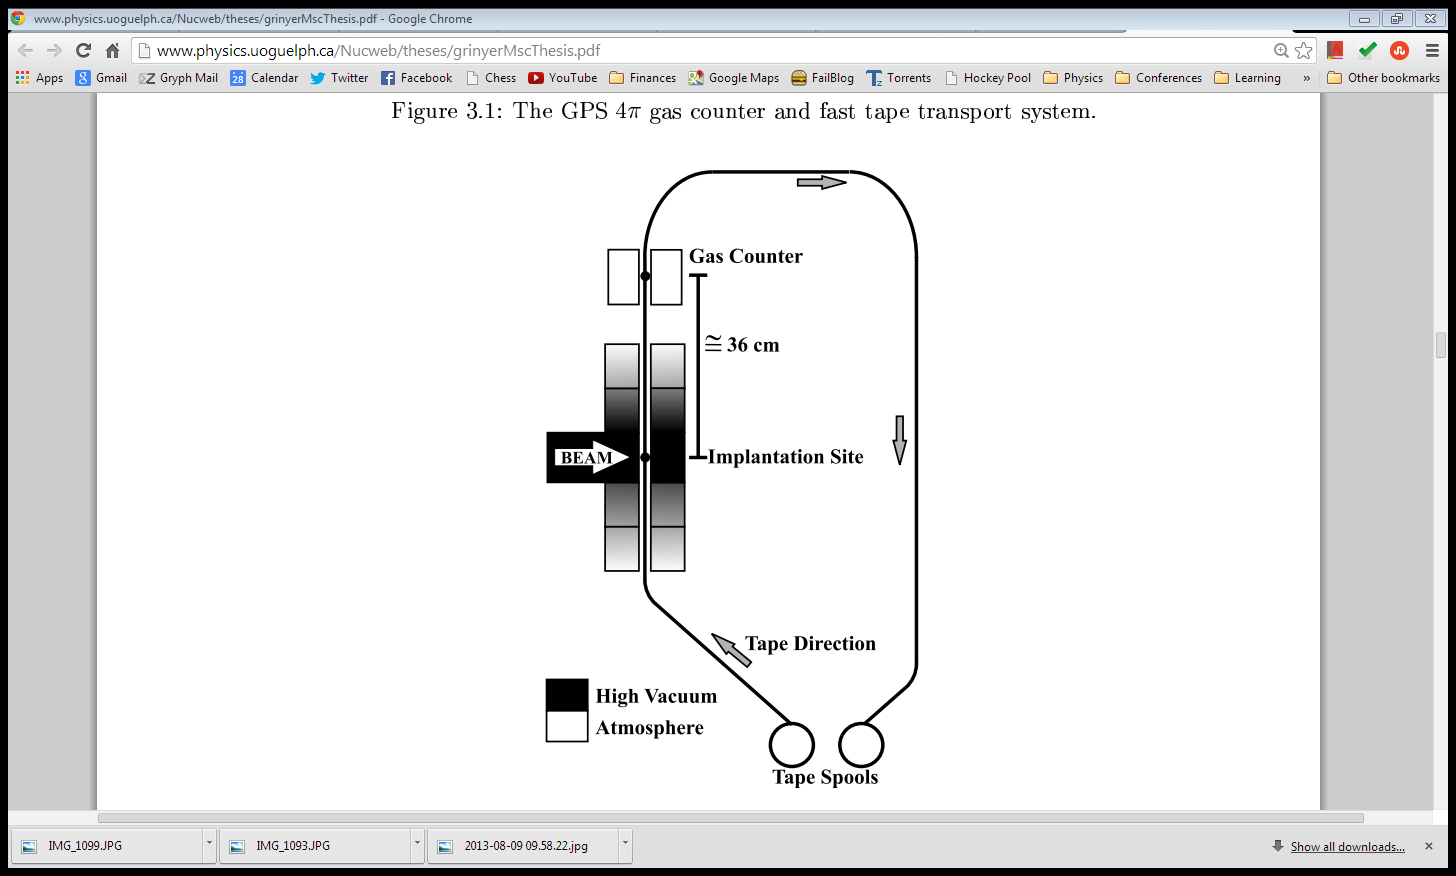 www.physics.uoguelph.ca/Nucweb/theses/grinyerMscThesis.pdf - Google Chrome
www.physics.uoguelph.ca/Nucweb/theses/grinyerMscThesis.pdf
Apps Gmail Gryph Mail 28 Calendar Twitter Facebook Chess YouTube Finances Google Maps FailBlog Torrents Hockey Pool Physics Conferences Learning » Other bookmarks
Figure 3.1: The GPS 4π gas counter and fast tape transport system.
Gas Counter
≅ 36 cm
BEAM
Implantation Site
Tape Direction
High Vacuum
Atmosphere
Tape Spools
IMG_1099.JPG IMG_1093.JPG 2013-08-09 09.58.22.jpg Show all downloads...